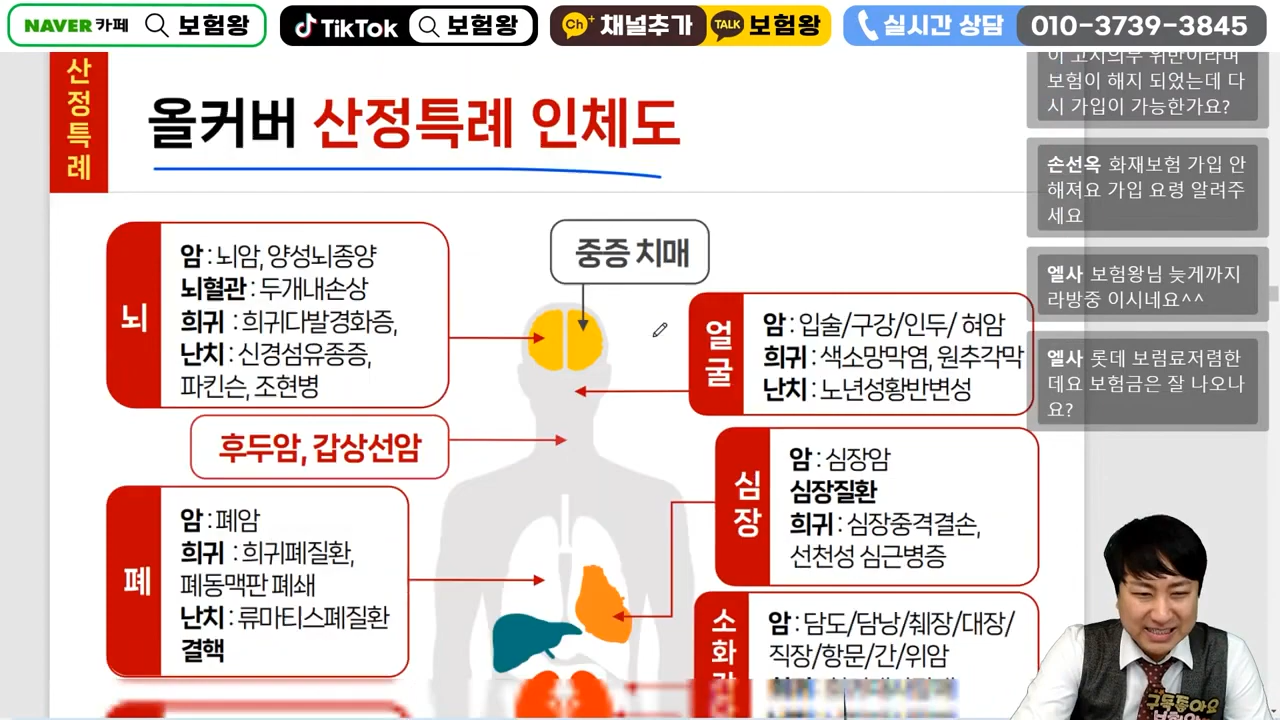 NAVER 카페 보험왕
TikTok 보험왕
Ch+ 채널추가 TALK 보험왕
실시간 상담 010-3739-3845
산정특례
올커버 산정특례 인체도
뇌
암 : 뇌암, 양성뇌종양
뇌혈관 : 두개내손상
희귀 : 희귀다발경화증,
난치 : 신경섬유종증,
파킨슨, 조현병
중증 치매
얼굴
암 : 입술/구강/인두/ 혀암
희귀 : 색소망막염, 원추각막
난치 : 노년성황반변성
후두암, 갑상선암
심장
암 : 심장암
심장질환
희귀 : 심장중격결손,
선천성 심근병증
폐
암 : 폐암
희귀 : 희귀폐질환,
폐동맥판 폐쇄
난치 : 류마티스폐질환
결핵
소화
암 : 담도/담낭/췌장/대장/
직장/항문/간/위암
이 고지의무 위반이라며
보험이 해지 되었는데 다
시 가입이 가능한가요?
손선옥 화재보험 가입 안
해져요 가입 요령 알려주
세요
엘사 보험왕님 늦게까지
라방중 이시네요^^
엘사 롯데 보럼료저렴한
데요 보험금은 잘 나오나
요?
구독좋아요